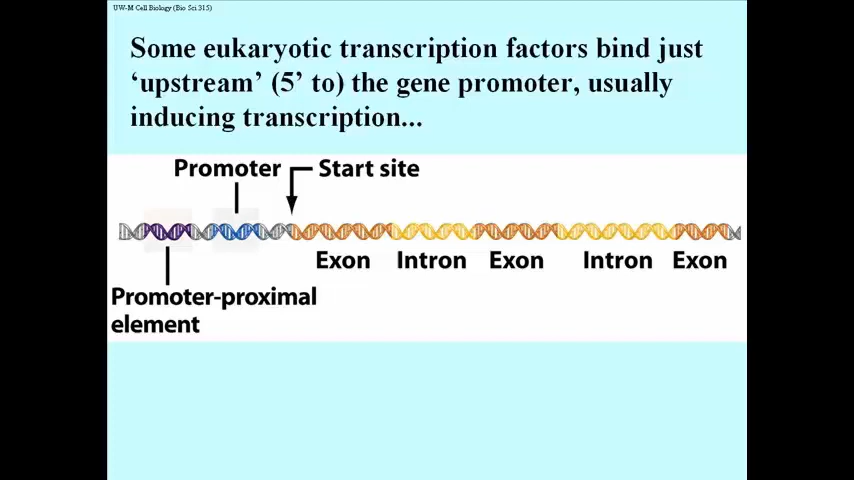 UW-M Cell Biology (Bio Sci 315)
Some eukaryotic transcription factors bind just
‘upstream’ (5’ to) the gene promoter, usually
inducing transcription...
Promoter
Start site
Exon
Intron
Exon
Intron
Exon
Promoter-proximal
element